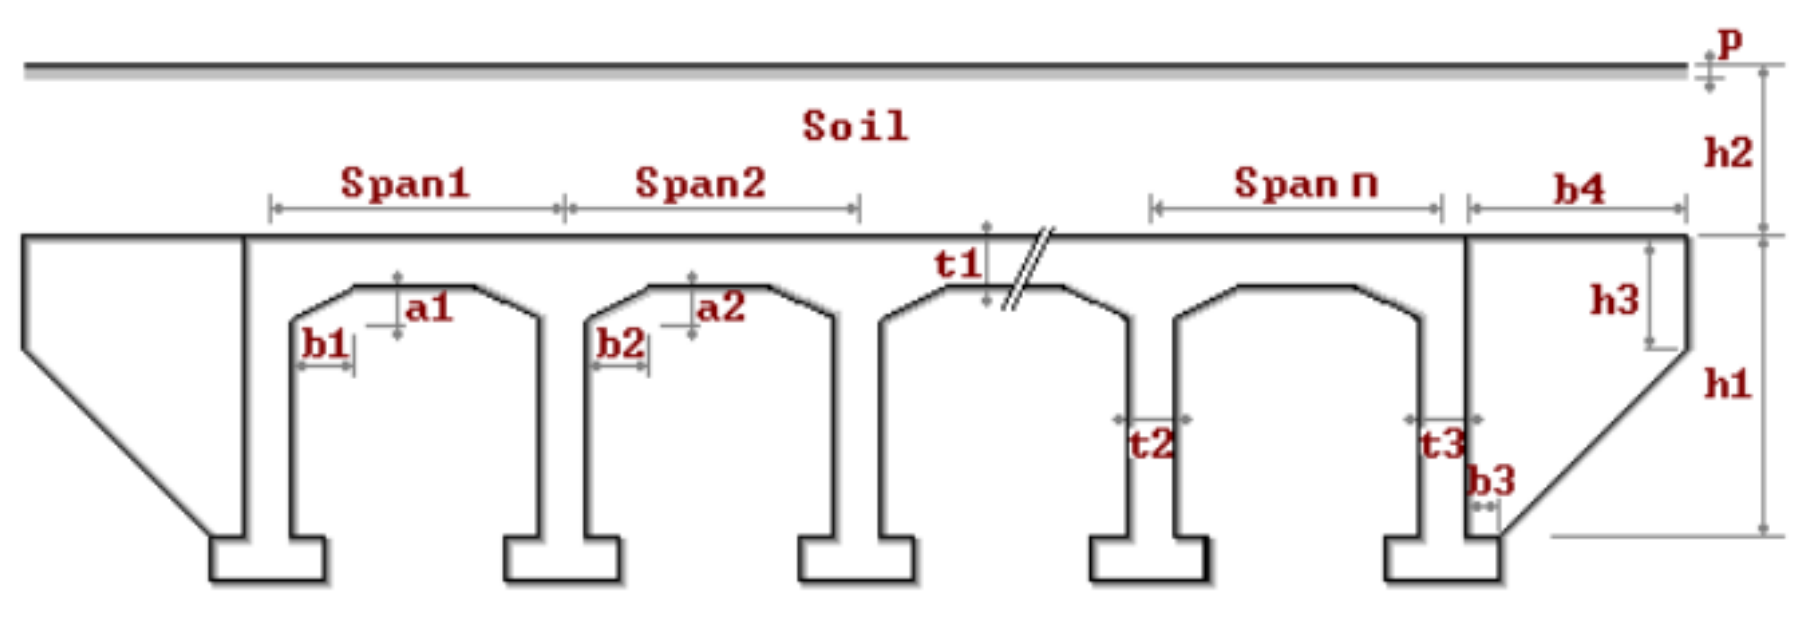 p
Soil
h2
Span1 Span2 Span n b4
t1
a1 a2 h3
b1 b2
h1
t2 t3
b3